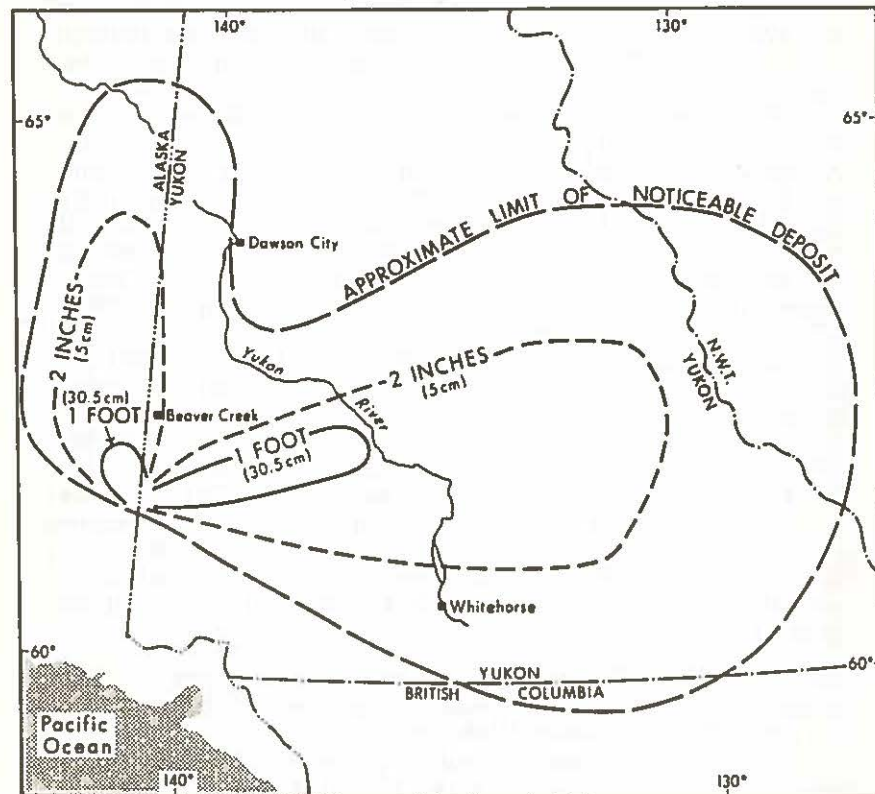 140°
130°
65°
65°
ALASKA
YUKON
APPROXIMATE LIMIT OF NOTICEABLE DEPOSIT
Dawson City
2 INCHES
(5cm)
Yukon
River
2 INCHES
(5cm)
N.W.T.
YUKON
(30.5cm)
1 FOOT
Beaver Creek
1 FOOT
(30.5cm)
Whitehorse
60°
60°
YUKON
BRITISH COLUMBIA
Pacific
Ocean
140°
130°